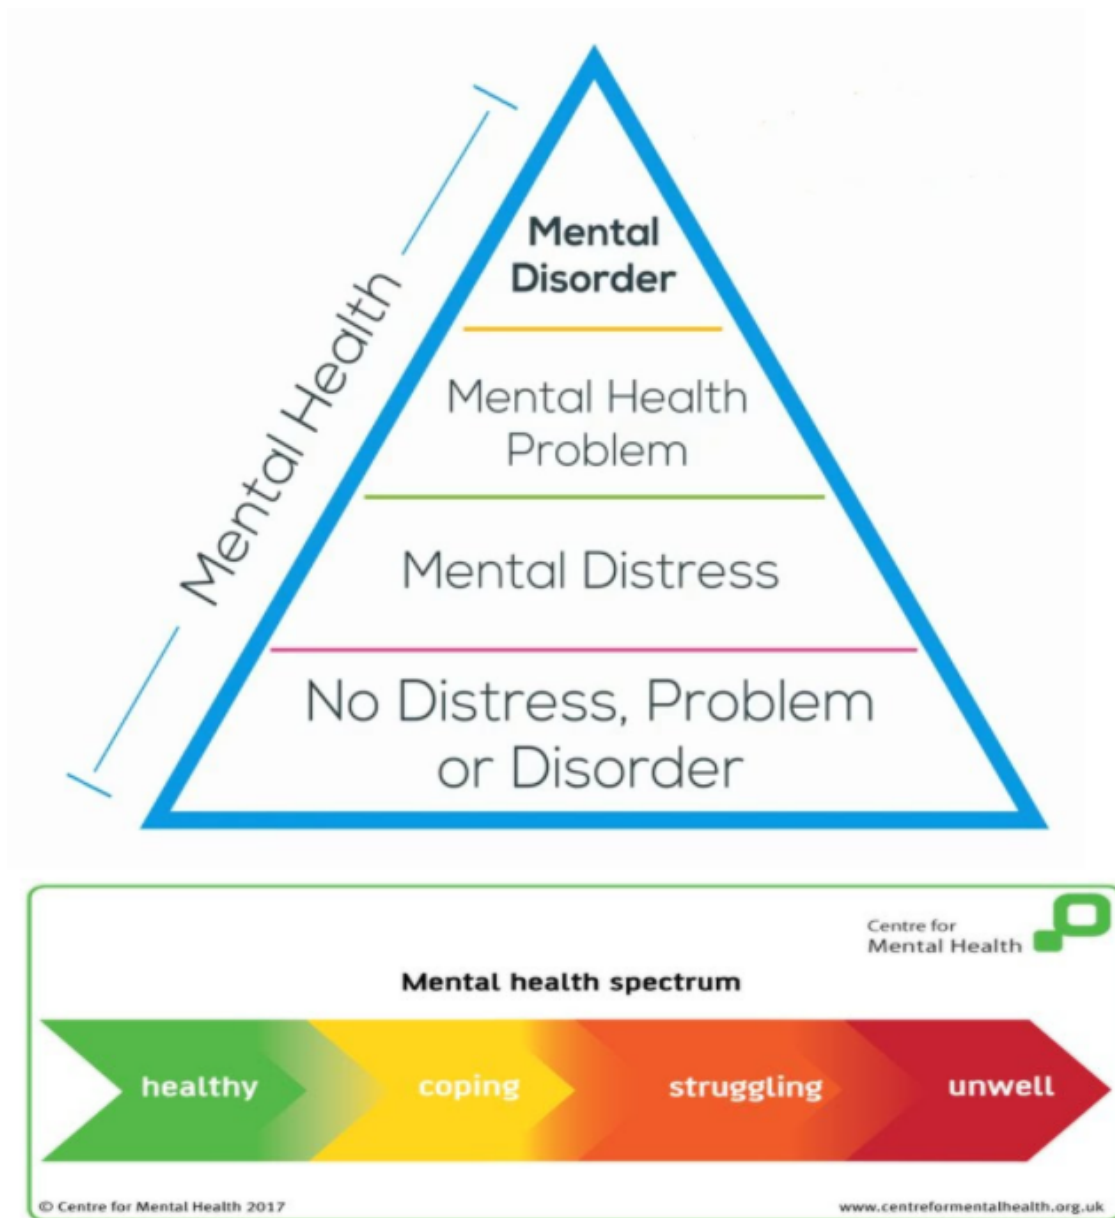 Mental
Disorder
Mental Health
Mental Health
Problem
Mental Distress
No Distress, Problem
or Disorder
Centre for
Mental Health
Mental health spectrum
healthy
coping
struggling
unwell
© Centre for Mental Health 2017
www.centreformentalhealth.org.uk